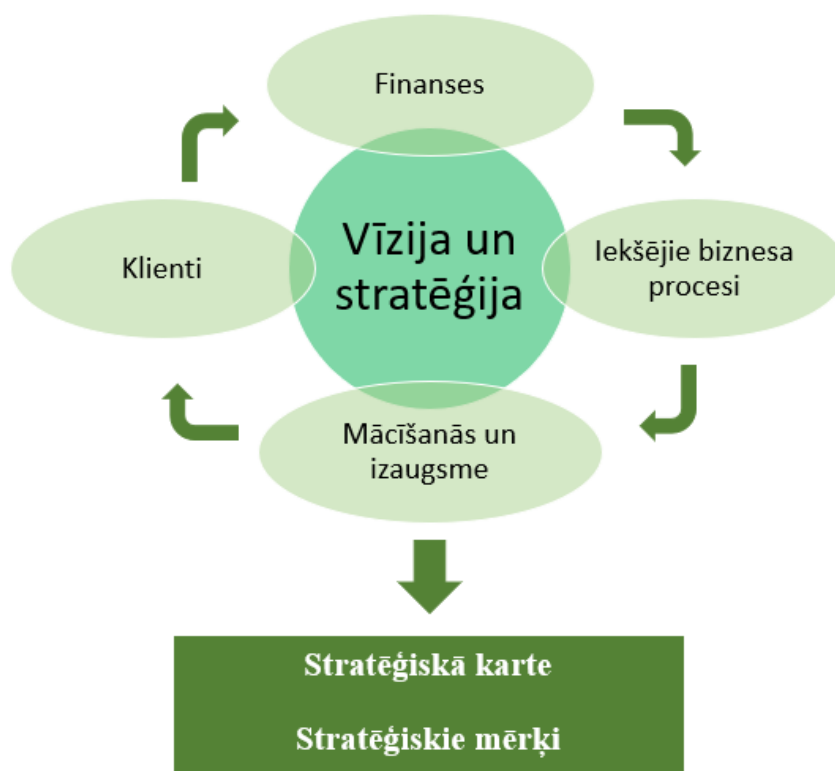 Finanses
Klienti
Vīzija un
stratēģija
Iekšējie biznesa
procesi
Mācīšanās un
izaugsme
Stratēģiskā karte
Stratēģiskie mērķi